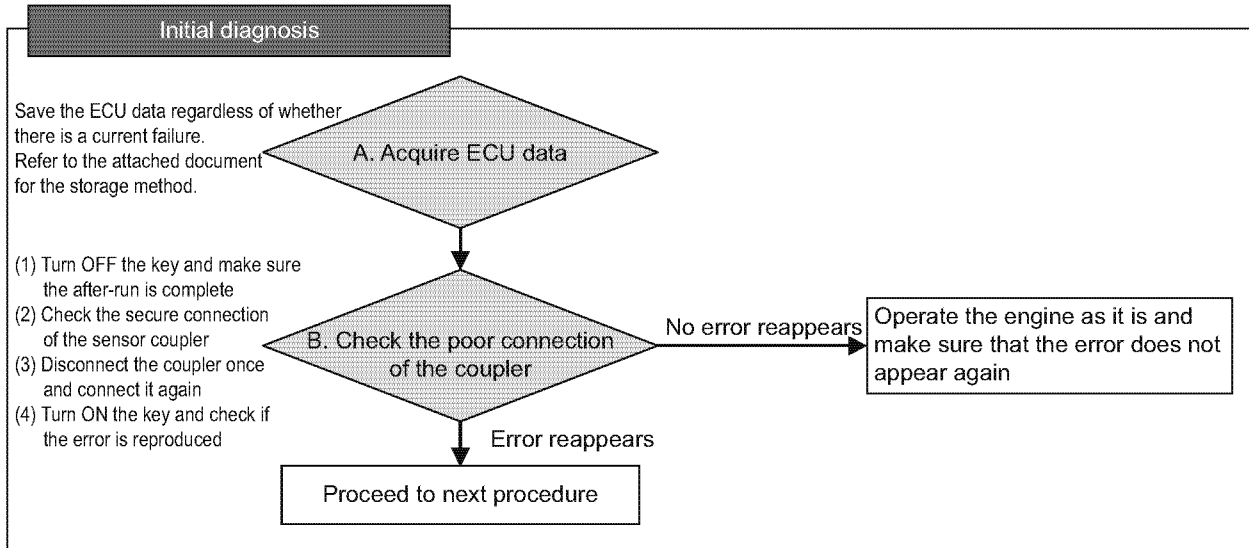 Initial diagnosis
Save the ECU data regardless of whether
there is a current failure.
Refer to the attached document
for the storage method.
A. Acquire ECU data
(1) Turn OFF the key and make sure
the after-run is complete
(2) Check the secure connection
of the sensor coupler
(3) Disconnect the coupler once
and connect it again
(4) Turn ON the key and check if
the error is reproduced
B. Check the poor connection
of the coupler
No error reappears
Operate the engine as it is and
make sure that the error does not
appear again
Error reappears
Proceed to next procedure